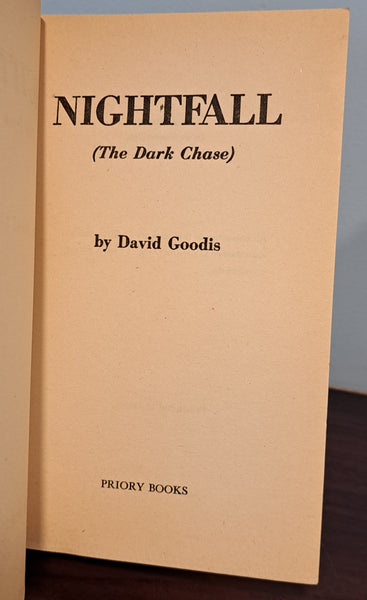 NIGHTFALL
(The Dark Chase)
by David Goodis
PRIORY BOOKS